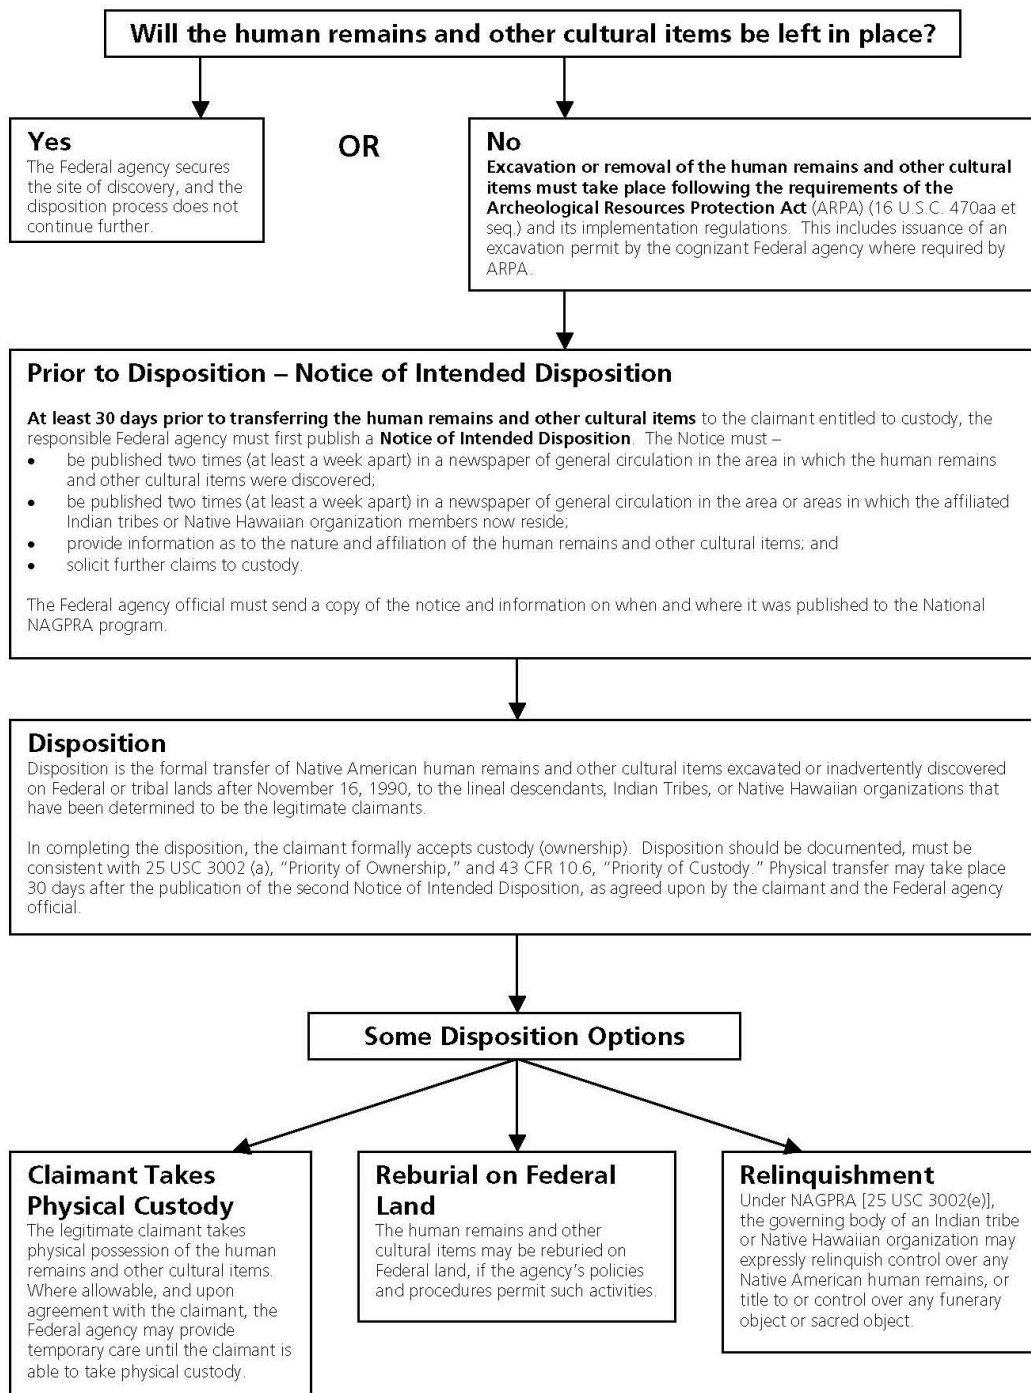 Will the human remains and other cultural items be left in place?
Yes
The Federal agency secures
the site of discovery, and the
disposition process does not
continue further.
OR
No
Excavation or removal of the human remains and other cultural
items must take place following the requirements of the
Archeological Resources Protection Act (ARPA) (16 U.S.C. 470aa et
seq.) and its implementation regulations.  This includes issuance of an
excavation permit by the cognizant Federal agency where required by
ARPA.
Prior to Disposition – Notice of Intended Disposition
At least 30 days prior to transferring the human remains and other cultural items to the claimant entitled to custody, the
responsible Federal agency must first publish a Notice of Intended Disposition.  The Notice must –
• be published two times (at least a week apart) in a newspaper of general circulation in the area in which the human remains
and other cultural items were discovered;
• be published two times (at least a week apart) in a newspaper of general circulation in the area or areas in which the affiliated
Indian tribes or Native Hawaiian organization members now reside;
• provide information as to the nature and affiliation of the human remains and other cultural items; and
• solicit further claims to custody.
The Federal agency official must send a copy of the notice and information on when and where it was published to the National
NAGPRA program.
Disposition
Disposition is the formal transfer of Native American human remains and other cultural items excavated or inadvertently discovered
on Federal or tribal lands after November 16, 1990, to the lineal descendants, Indian Tribes, or Native Hawaiian organizations that
have been determined to be the legitimate claimants.
In completing the disposition, the claimant formally accepts custody (ownership).  Disposition should be documented, must be
consistent with 25 USC 3002 (a), “Priority of Ownership,” and 43 CFR 10.6, “Priority of Custody.” Physical transfer may take place
30 days after the publication of the second Notice of Intended Disposition, as agreed upon by the claimant and the Federal agency
official.
Some Disposition Options
Claimant Takes
Physical Custody
The legitimate claimant takes
physical possession of the human
remains and other cultural items.
Where allowable, and upon
agreement with the claimant, the
Federal agency may provide
temporary care until the claimant is
able to take physical custody.
Reburial on Federal
Land
The human remains and other
cultural items may be reburied on
Federal land, if the agency’s policies
and procedures permit such activities.
Relinquishment
Under NAGPRA [25 USC 3002(e)],
the governing body of an Indian tribe
or Native Hawaiian organization may
expressly relinquish control over any
Native American human remains, or
title to or control over any funerary
object or sacred object.